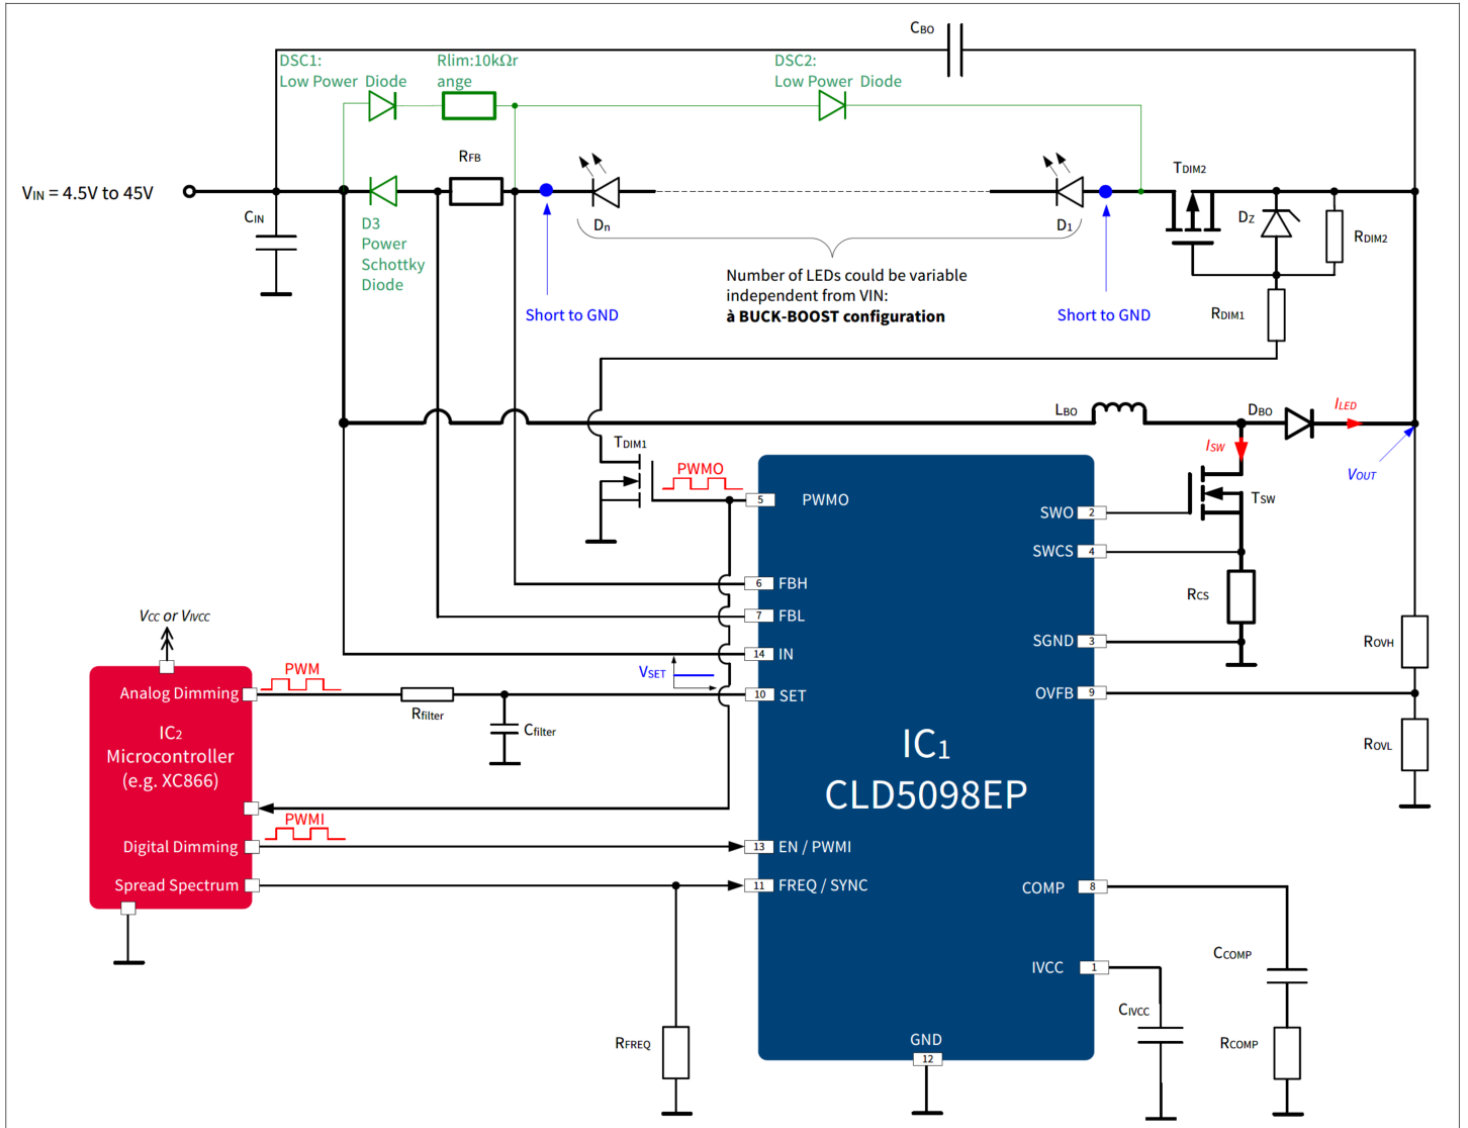 CBO
DSC1:
Low Power Diode
Rlim:10kΩr
ange
DSC2:
Low Power Diode
RFB
TDIM2
VIN = 4.5V to 45V
CIN
D3
Power
Schottky
Diode
Dn
D1
DZ
RDIM2
Number of LEDs could be variable
independent from VIN:
à BUCK-BOOST configuration
Short to GND
Short to GND
RDIM1
LBO
DBO
ILED
TDIM1
PWMO
ISW
VOUT
5
PWMO
TSW
SWO
2
SWCS
4
6
FBH
RCS
7
FBL
VCC or VIVCC
SGND
3
ROVH
14
IN
PWM
VSET
Analog Dimming
10
SET
OVFB
9
Rfilter
Cfilter
IC2
Microcontroller
(e.g. XC866)
IC1
CLD5098EP
ROVL
PWMI
Digital Dimming
13
EN / PWMI
Spread Spectrum
11
FREQ / SYNC
COMP
8
CCOMP
IVCC
1
CIVCC
RFREQ
GND
12
RCOMP